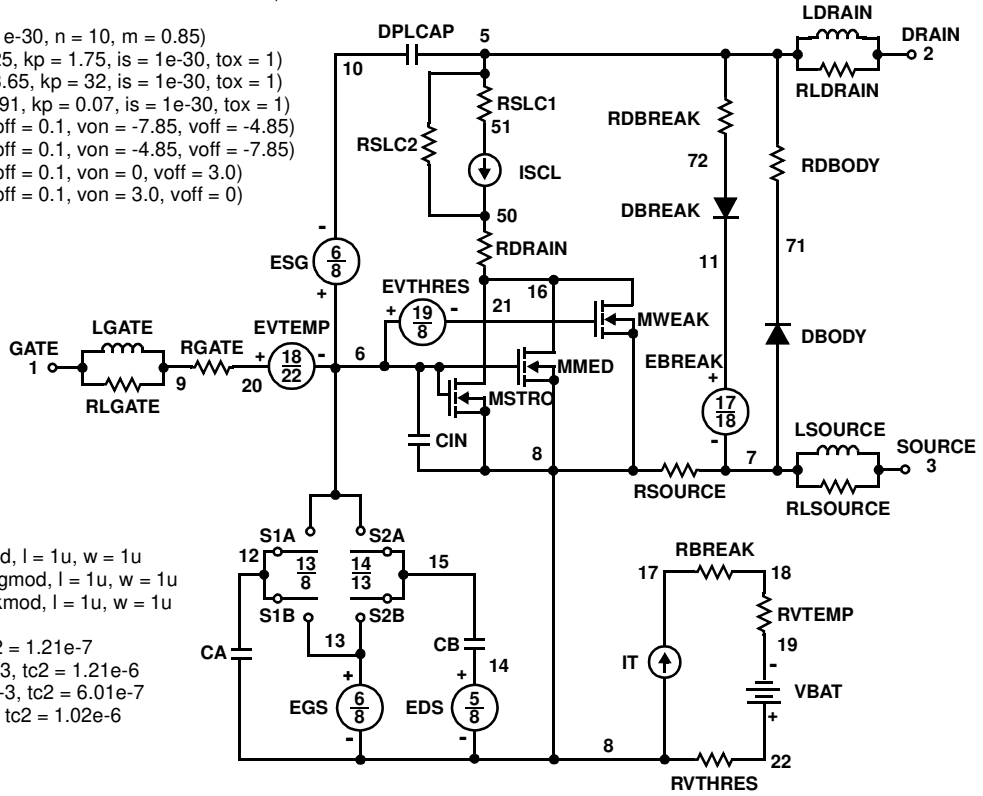 e-30, n = 10, m = 0.85)
25, kp = 1.75, is = 1e-30, tox = 1)
3.65, kp = 32, is = 1e-30, tox = 1)
91, kp = 0.07, is = 1e-30, tox = 1)
voff = 0.1, von = -7.85, voff = -4.85)
voff = 0.1, von = -4.85, voff = -7.85)
voff = 0.1, von = 0, voff = 3.0)
voff = 0.1, von = 3.0, voff = 0)
LDRAIN
DRAIN
2
RLDRAIN
DPLCAP
5
10
RSLC1
51
RSLC2
ISCL
50
RDRAIN
RDBREAK
72
RDBODY
DBREAK
71
11
ESG
6
8
-
+
EVTHRES
+ 19 -
8
16
21
MWEAK
LGATE
GATE
1
RLGATE
9
RGATE
20
EVTEMP
+ 18 -
22
6
MMED
MSTRO
EBREAK
+
17
18
-
DBODY
CIN
8
RSOURCE
7
LSOURCE
SOURCE
3
RLSOURCE
S1A
S2A
12
13
8
14
13
15
S1B
S2B
13
CA
CB
14
+
EGS
6
8
-
+
EDS
5
8
-
8
RBREAK
17
18
RVTEMP
19
-
IT
VBAT
+
22
RVTHRES
d, l = 1u, w = 1u
gmod, l = 1u, w = 1u
kmod, l = 1u, w = 1u
2 = 1.21e-7
3, tc2 = 1.21e-6
-3, tc2 = 6.01e-7
tc2 = 1.02e-6